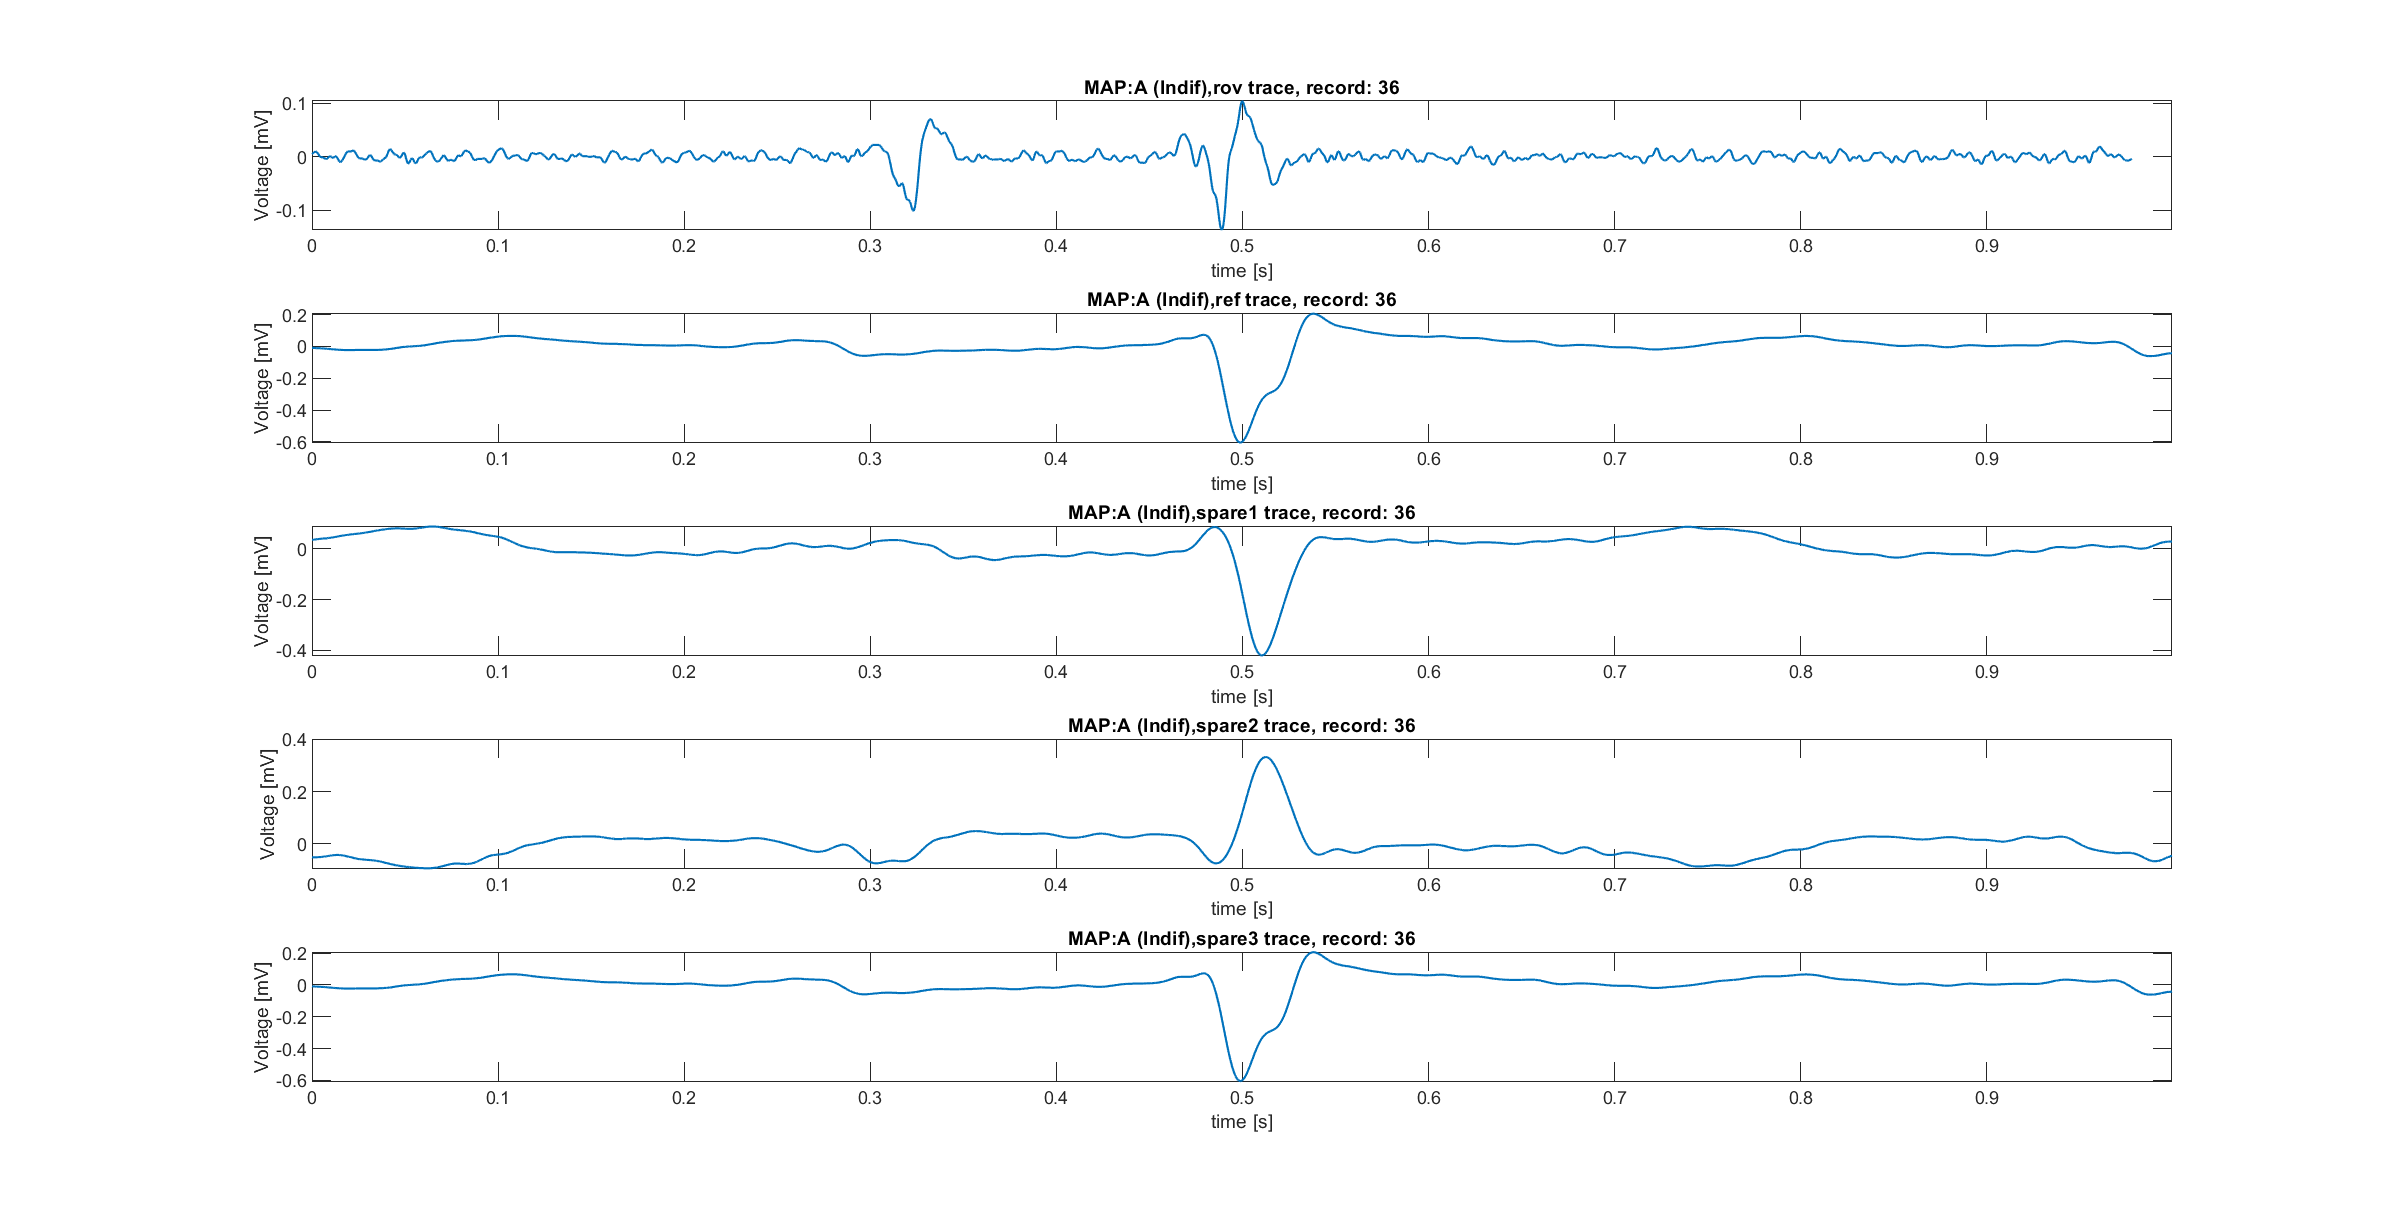 MAP:A (Indif),rov trace, record: 36
Voltage [mV]
0.1
0
-0.1
0 0.1 0.2 0.3 0.4 0.5 0.6 0.7 0.8 0.9
time [s]
MAP:A (Indif),ref trace, record: 36
Voltage [mV]
0.2
0
-0.2
-0.4
-0.6
0 0.1 0.2 0.3 0.4 0.5 0.6 0.7 0.8 0.9
time [s]
MAP:A (Indif),spare1 trace, record: 36
Voltage [mV]
0
-0.2
-0.4
0 0.1 0.2 0.3 0.4 0.5 0.6 0.7 0.8 0.9
time [s]
MAP:A (Indif),spare2 trace, record: 36
Voltage [mV]
0.4
0.2
0
0 0.1 0.2 0.3 0.4 0.5 0.6 0.7 0.8 0.9
time [s]
MAP:A (Indif),spare3 trace, record: 36
Voltage [mV]
0.2
0
-0.2
-0.4
-0.6
0 0.1 0.2 0.3 0.4 0.5 0.6 0.7 0.8 0.9
time [s]